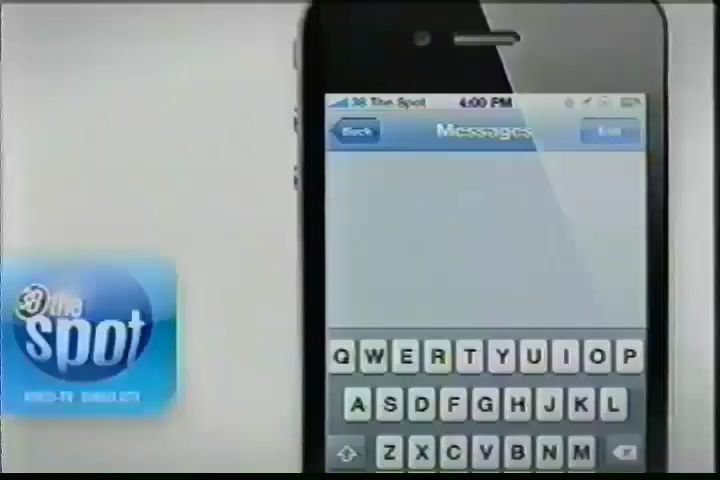 38 The Spot 4:00 PM
Back Messages Edit
38 the
spot
Q W E R T Y U I O P
A S D F G H J K L
Z X C V B N M